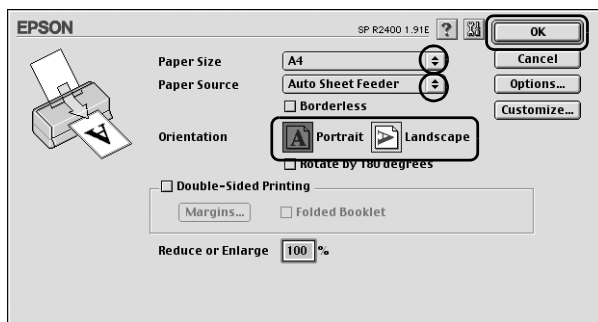 EPSON
SP R2400 1.91E
?
OK
Paper Size
A4
Cancel
Paper Source
Auto Sheet Feeder
Options...
Borderless
Customize...
Orientation
A
Portrait
Landscape
Rotate by 180 degrees
Double-Sided Printing
Margins...
Folded Booklet
Reduce or Enlarge
100 %